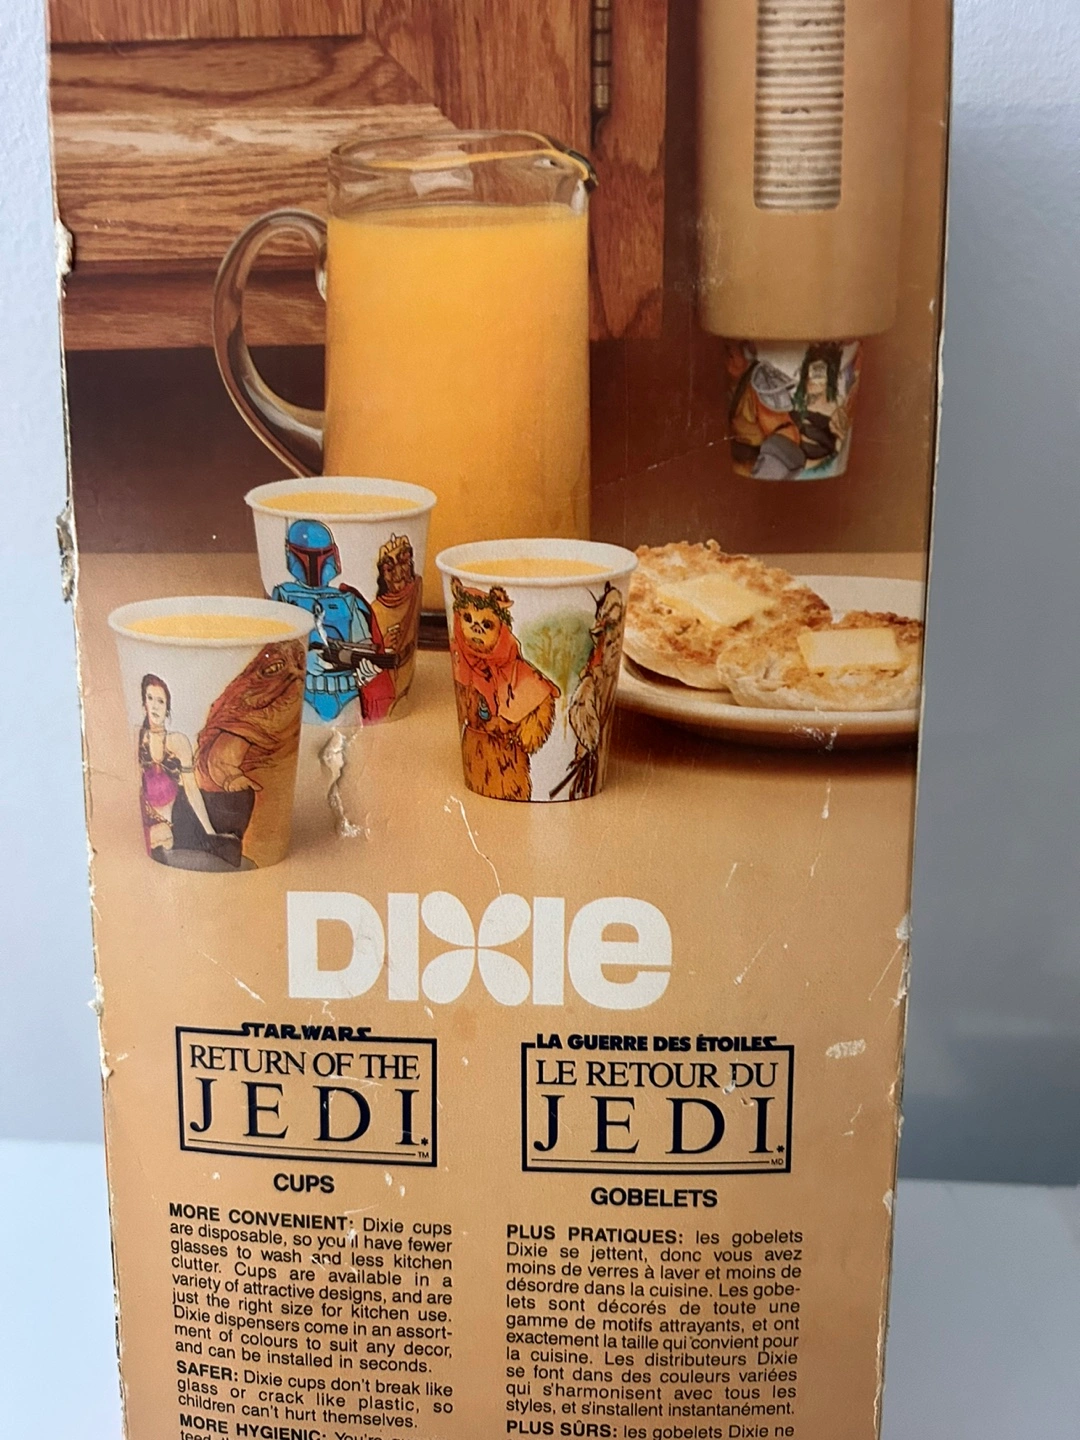 DIXIE
STAR WARS
RETURN OF THE
JEDI*
TM
CUPS
MORE CONVENIENT: Dixie cups
are disposable, so you'll have fewer
glasses to wash and less kitchen
clutter. Cups are available in a
variety of attractive designs, and are
just the right size for kitchen use.
Dixie dispensers come in an assort-
ment of colours to suit any decor,
and can be installed in seconds.
SAFER: Dixie cups don't break like
glass or crack like plastic, so
children can't hurt themselves.
MORE HYGIENIC: You're
LA GUERRE DES ÉTOILES
LE RETOUR DU
JEDI*
MD
GOBELETS
PLUS PRATIQUES: les gobelets
Dixie se jettent, donc vous avez
moins de verres à laver et moins de
désordre dans la cuisine. Les gobe-
lets sont décorés de toute une
gamme de motifs attrayants, et ont
exactement la taille qui convient pour
la cuisine. Les distributeurs Dixie
se font dans des couleurs variées
qui s'harmonisent avec tous les
styles, et s'installent instantanément.
PLUS SÛRS: les gobelets Dixie ne